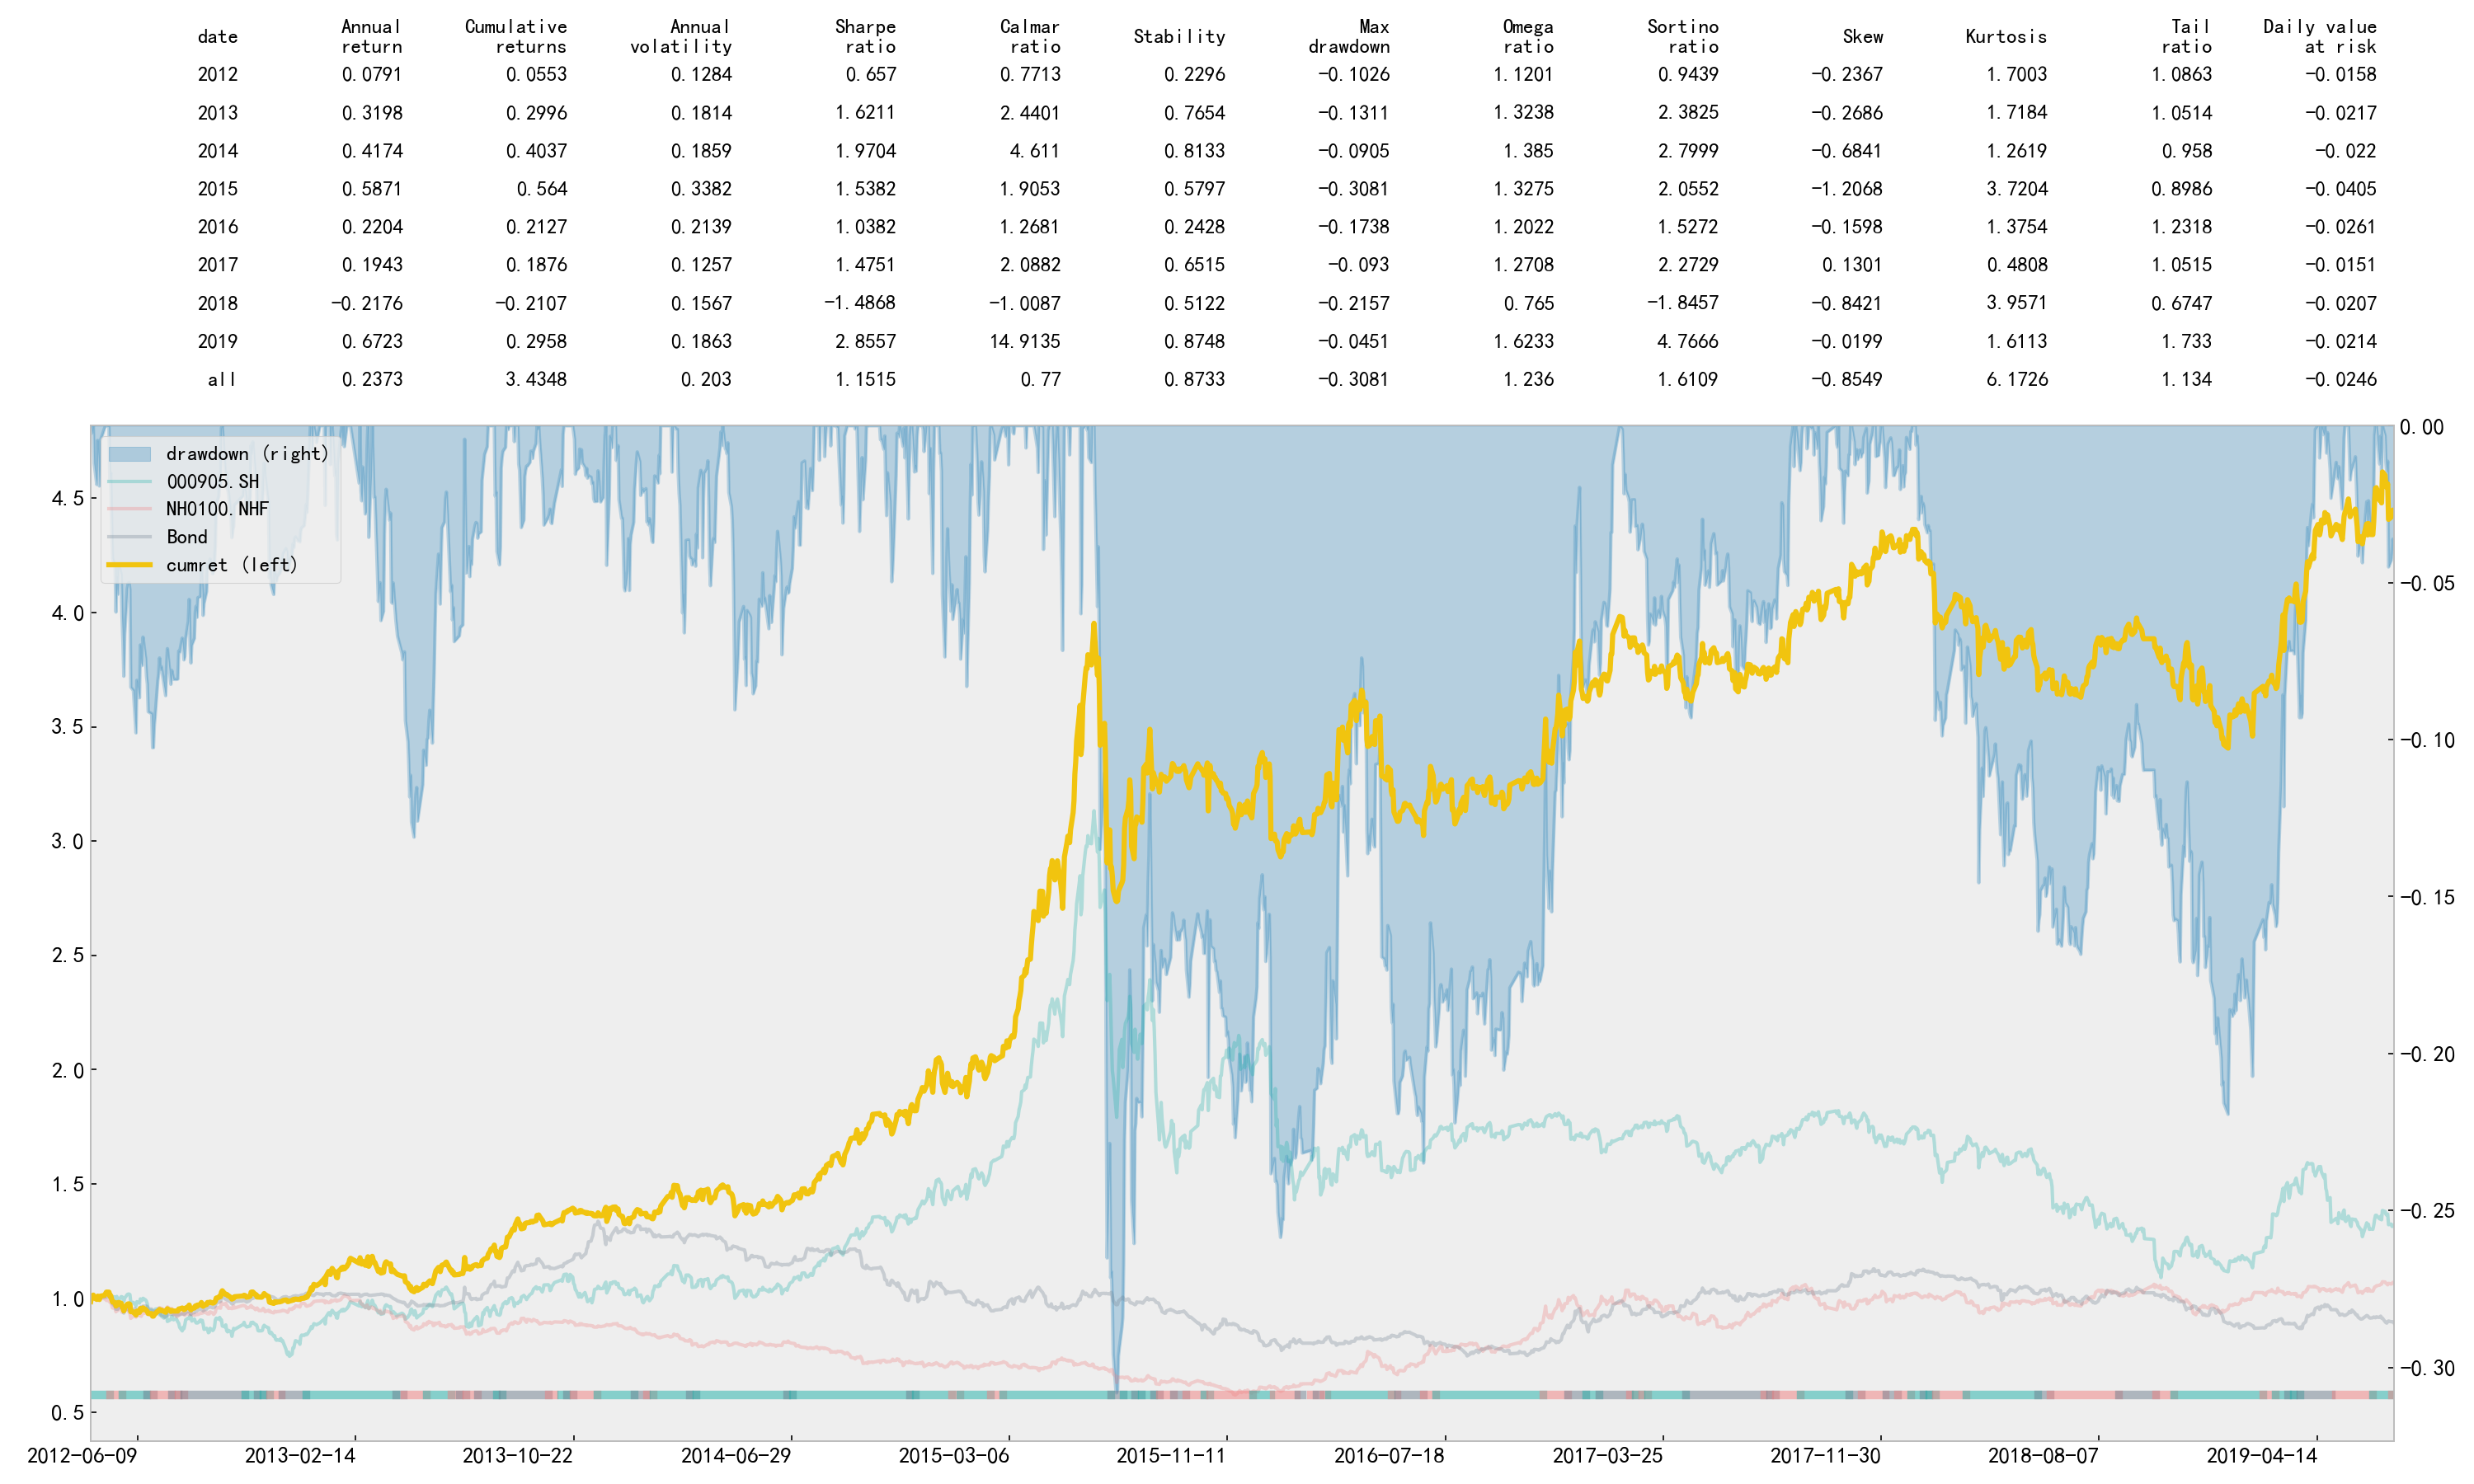 date Annual return Cumulative returns Annual volatility Sharpe ratio Calmar ratio Stability Max drawdown Omega ratio Sortino ratio Skew Kurtosis Tail ratio Daily value at risk
2012 0.0791 0.0553 0.1284 0.657 0.7713 0.2296 -0.1026 1.1201 0.9439 -0.2367 1.7003 1.0863 -0.0158
2013 0.3198 0.2996 0.1814 1.6211 2.4401 0.7654 -0.1311 1.3238 2.3825 -0.2686 1.7184 1.0514 -0.0217
2014 0.4174 0.4037 0.1859 1.9704 4.611 0.8133 -0.0905 1.385 2.7999 -0.6841 1.2619 0.958 -0.022
2015 0.5871 0.564 0.3382 1.5382 1.9053 0.5797 -0.3081 1.3275 2.0552 -1.2068 3.7204 0.8986 -0.0405
2016 0.2204 0.2127 0.2139 1.0382 1.2681 0.2428 -0.1738 1.2022 1.5272 -0.1598 1.3754 1.2318 -0.0261
2017 0.1943 0.1876 0.1257 1.4751 2.0882 0.6515 -0.093 1.2708 2.2729 0.1301 0.4808 1.0515 -0.0151
2018 -0.2176 -0.2107 0.1567 -1.4868 -1.0087 0.5122 -0.2157 0.765 -1.8457 -0.8421 3.9571 0.6747 -0.0207
2019 0.6723 0.2958 0.1863 2.8557 14.9135 0.8748 -0.0451 1.6233 4.7666 -0.0199 1.6113 1.733 -0.0214
all 0.2373 3.4348 0.203 1.1515 0.77 0.8733 -0.3081 1.236 1.6109 -0.8549 6.1726 1.134 -0.0246
drawdown (right)
000905.SH
NH0100.NHF
Bond
cumret (left)
4.5
4.0
3.5
3.0
2.5
2.0
1.5
1.0
0.5
0.00
-0.05
-0.10
-0.15
-0.20
-0.25
-0.30
2012-06-09 2013-02-14 2013-10-22 2014-06-29 2015-03-06 2015-11-11 2016-07-18 2017-03-25 2017-11-30 2018-08-07 2019-04-14